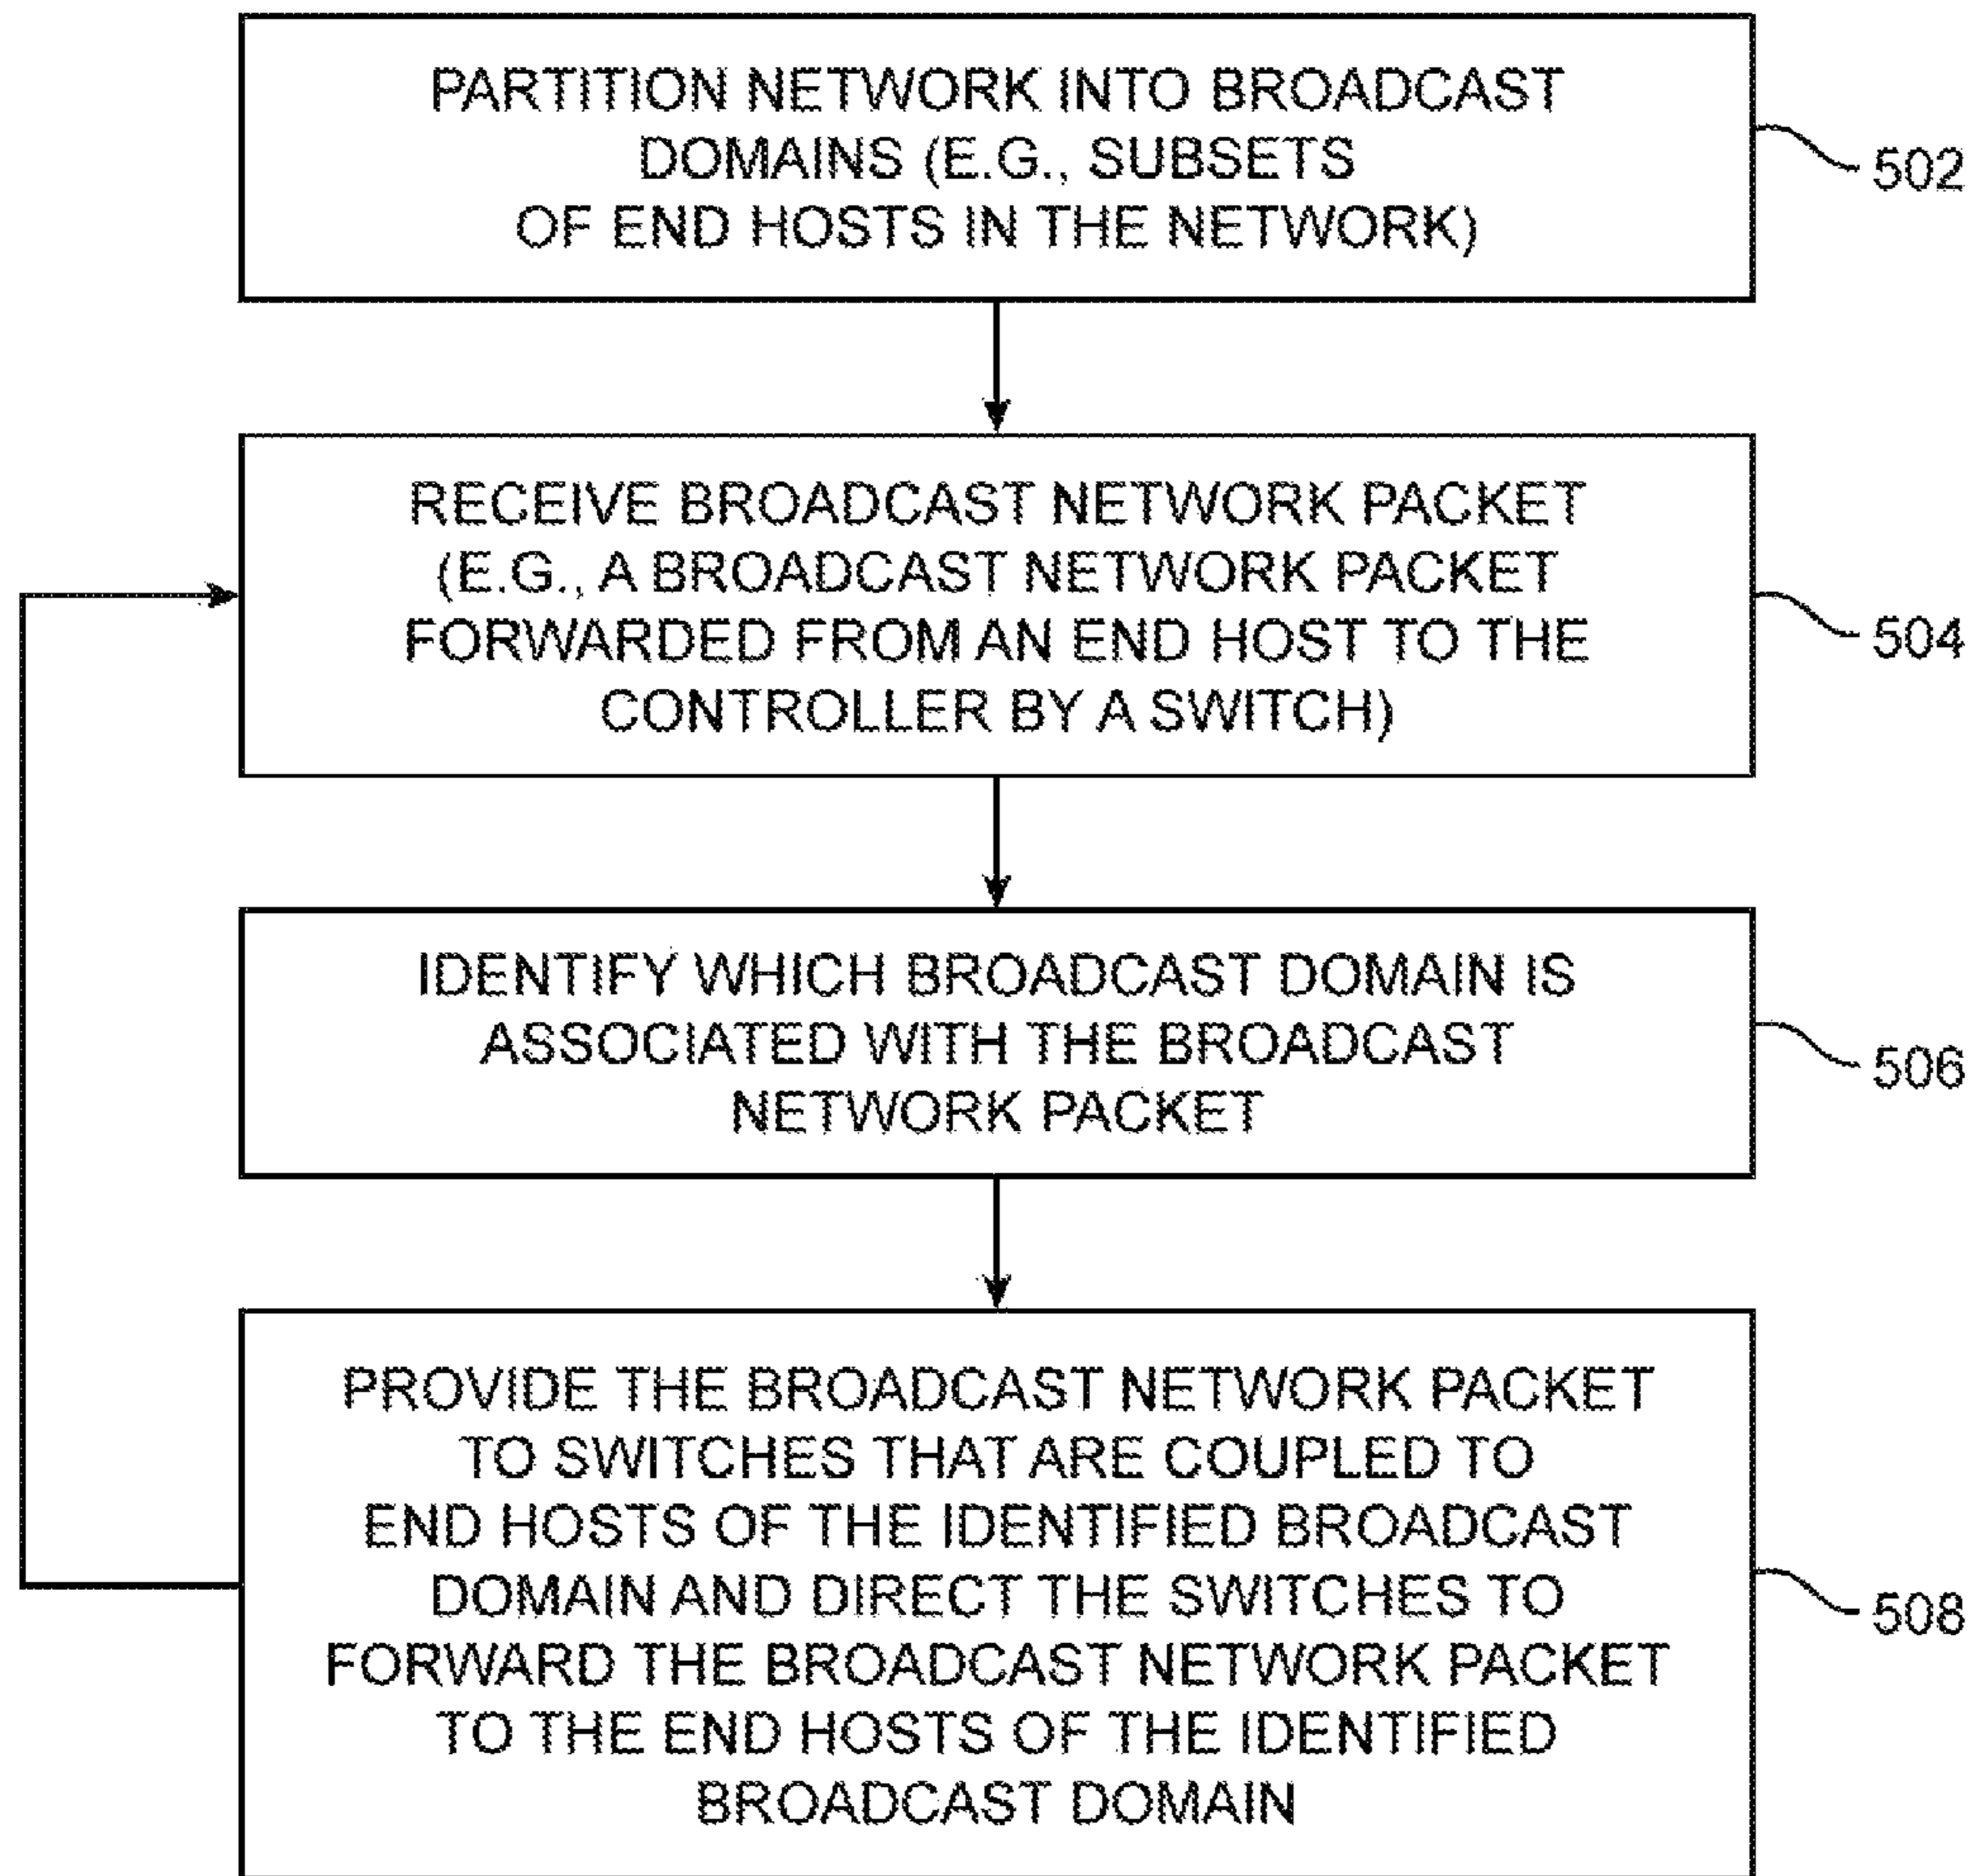 PARTITION NETWORK INTO BROADCAST
DOMAINS (E.G., SUBSETS
OF END HOSTS IN THE NETWORK)
502
RECEIVE BROADCAST NETWORK PACKET
(E.G., A BROADCAST NETWORK PACKET
FORWARDED FROM AN END HOST TO THE
CONTROLLER BY A SWITCH)
504
IDENTIFY WHICH BROADCAST DOMAIN IS
ASSOCIATED WITH THE BROADCAST
NETWORK PACKET
506
PROVIDE THE BROADCAST NETWORK PACKET
TO SWITCHES THAT ARE COUPLED TO
END HOSTS OF THE IDENTIFIED BROADCAST
DOMAIN AND DIRECT THE SWITCHES TO
FORWARD THE BROADCAST NETWORK PACKET
TO THE END HOSTS OF THE IDENTIFIED
BROADCAST DOMAIN
508